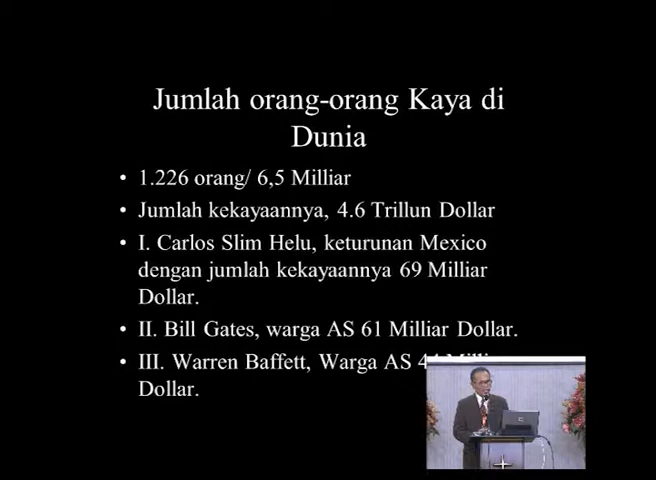 Jumlah orang-orang Kaya di
Dunia
• 1.226 orang/ 6,5 Milliar
• Jumlah kekayaannya, 4.6 Trillun Dollar
• I. Carlos Slim Helu, keturunan Mexico
dengan jumlah kekayaannya 69 Milliar
Dollar.
• II. Bill Gates, warga AS 61 Milliar Dollar.
• III. Warren Baffett, Warga AS
Dollar.